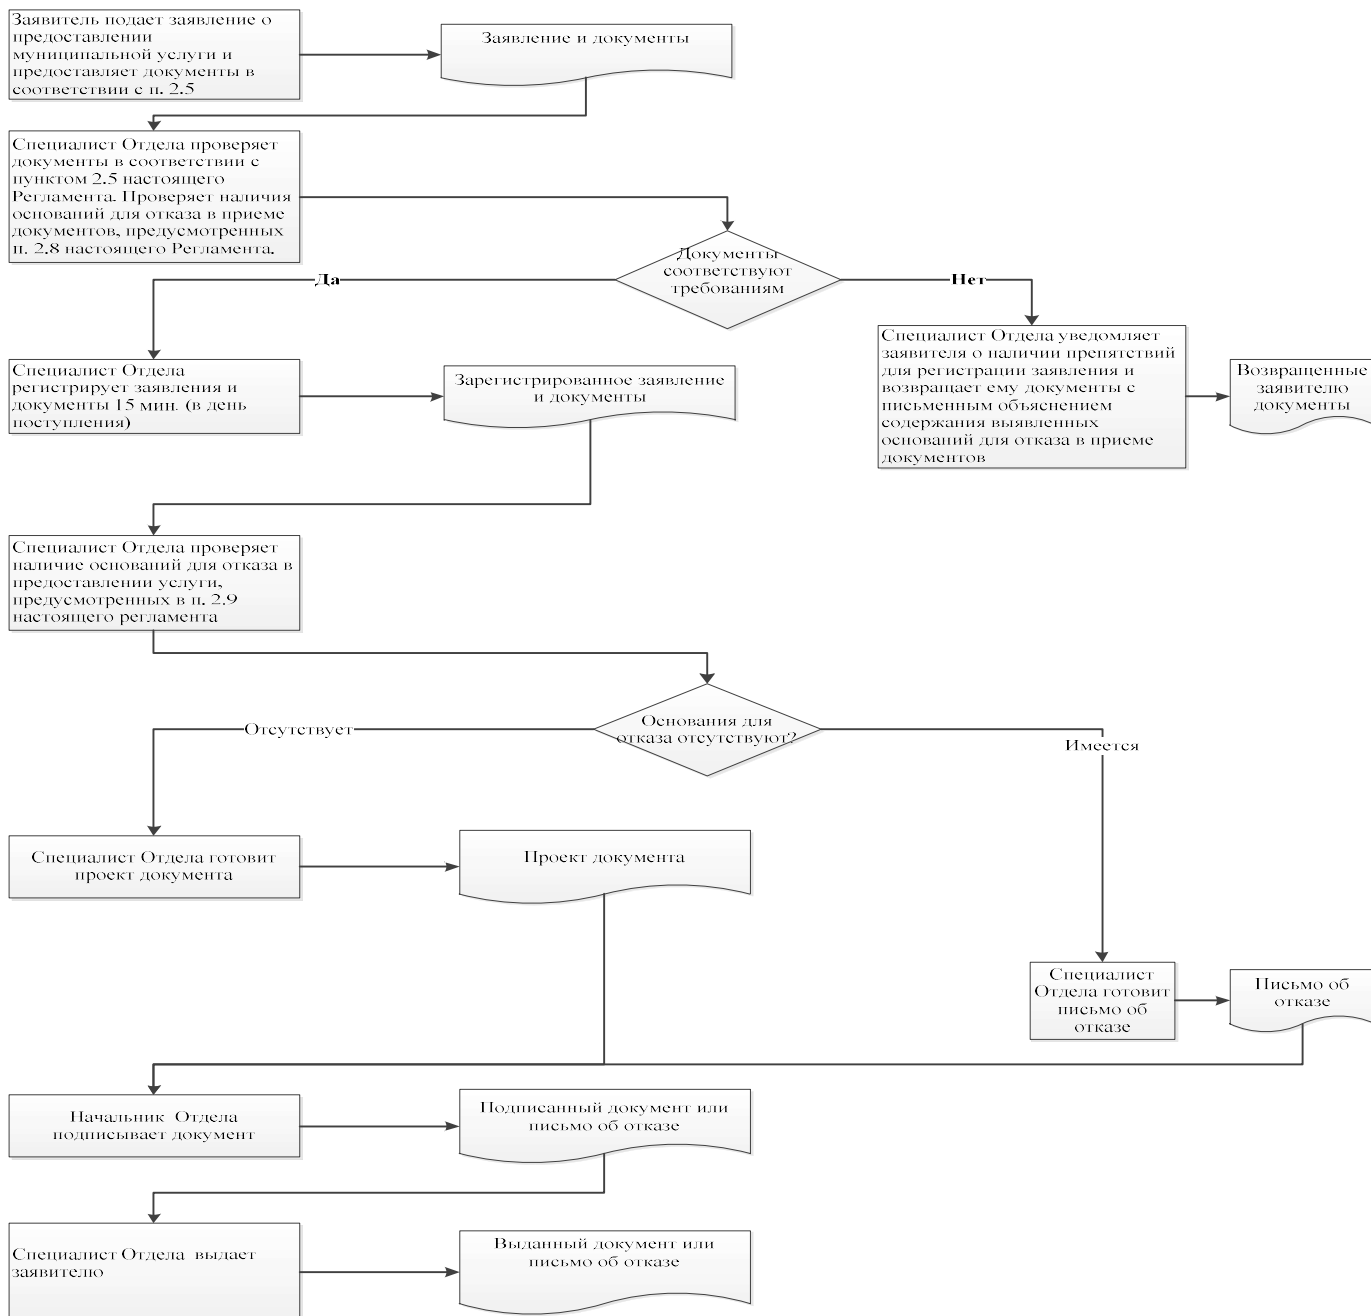 Заявитель подает заявление о
предоставлении
муниципальной услуги и
предоставляет документы в
соответствии с п. 2.5
Заявление и документы
Специалист Отдела проверяет
документы в соответствии с
пунктом 2.5 настоящего
Регламента. Проверяет наличия
оснований для отказа в приеме
документов, предусмотренных
п. 2.8 настоящего Регламента.
Документы
соответствуют
требованиям
Да
Нет
Специалист Отдела
регистрирует заявления и
документы 15 мин. (в день
поступления)
Зарегистрированное заявление
и документы
Специалист Отдела уведомляет
заявителя о наличии препятствий
для регистрации заявления и
возвращает ему документы с
письменным объяснением
содержания выявленных
оснований для отказа в приеме
документов
Возвращенные
заявителю
документы
Специалист Отдела проверяет
наличие оснований для отказа в
предоставлении услуги,
предусмотренных в п. 2.9
настоящего регламента
Основания для
отказа отсутствуют?
Отсутствует
Имеется
Специалист Отдела готовит
проект документа
Проект документа
Специалист
Отдела готовит
письмо об
отказе
Письмо об
отказе
Начальник Отдела
подписывает документ
Подписанный документ или
письмо об отказе
Специалист Отдела выдает
заявителю
Выданный документ или
письмо об отказе